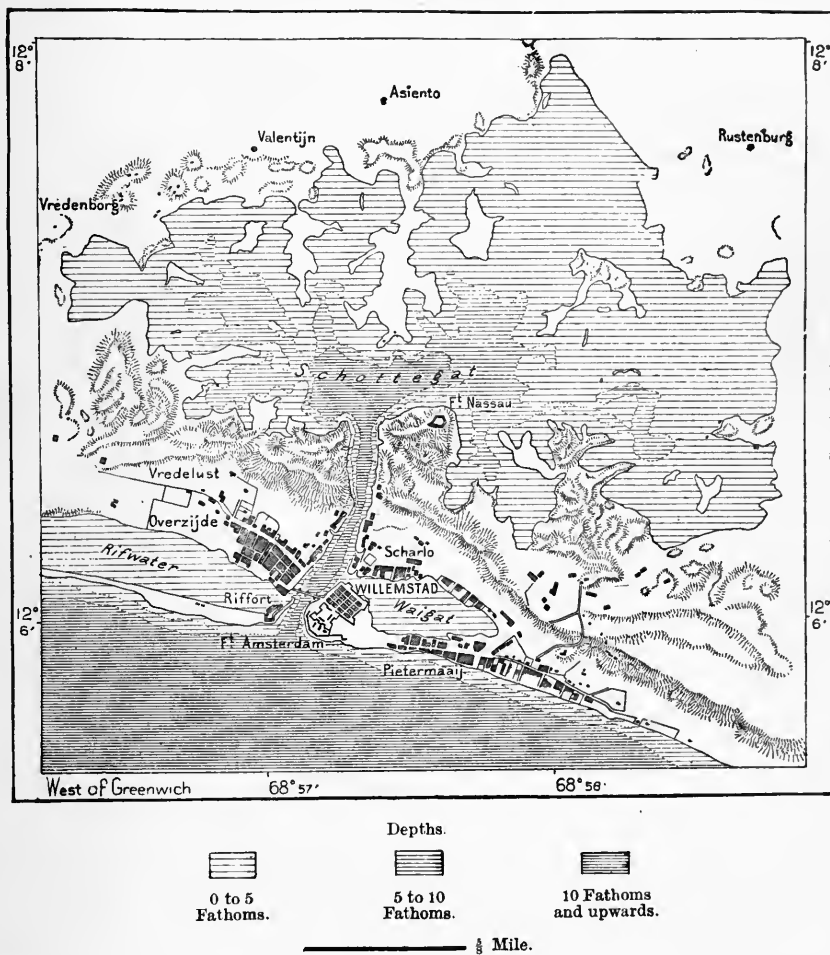 12°
8'
12°
8'
Asiento
Valentijn
Rustenburg
Vredenborg
Schottegat
Ft Nassau
Vredelust
Overzijde
Rifwater
Scharlo
WILLEMSTAD
Waigat
Riffort
Ft Amsterdam
Pietermaaij
12°
6'
12°
6'
West of Greenwich
68°57'
68°56'
Depths.
0 to 5
Fathoms.
5 to 10
Fathoms.
10 Fathoms
and upwards.
Mile.